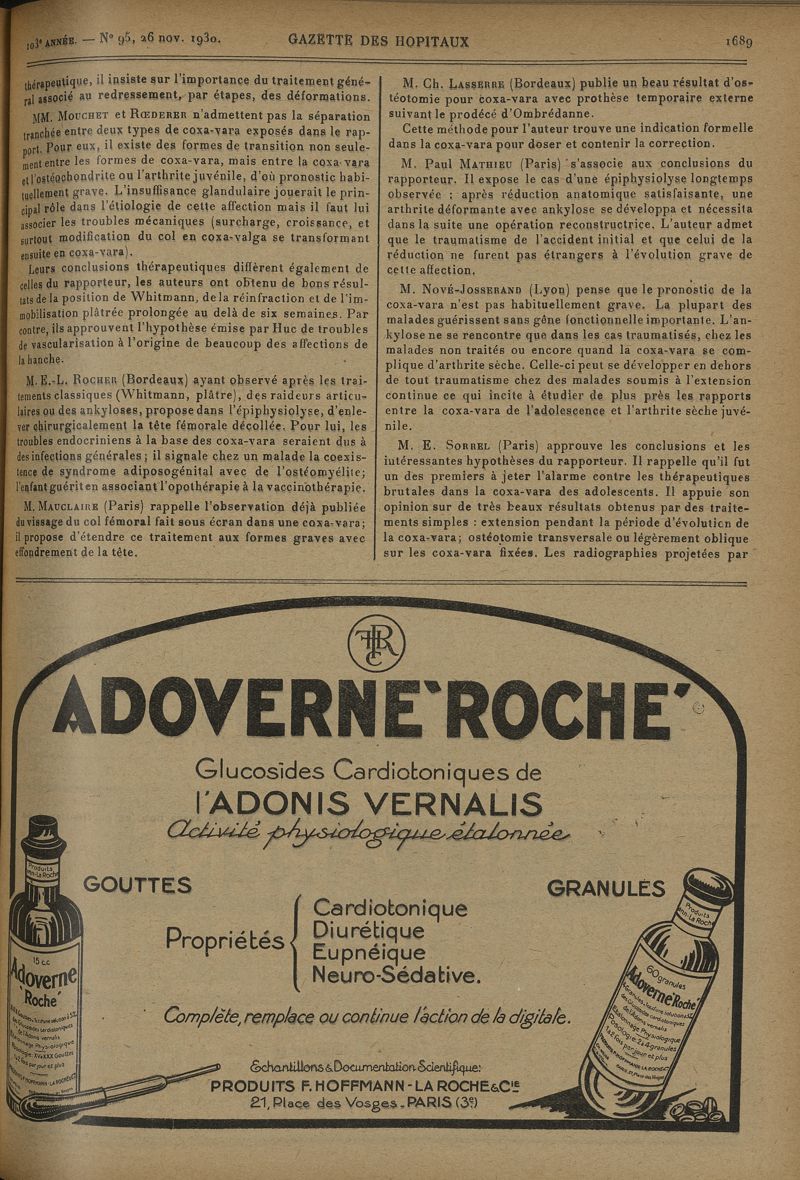 103e ANNÉE. — N° 95, 26 NOV. 1930.
GAZETTE DES HOPITAUX
1689
thérapeutique, il insiste sur l'importance du traitement géné-
ral associé au redressement, par étapes, des déformations.
MM. MOUCHET et RŒDERER n'admettent pas la séparation
tranchée entre deux types de coxa-vara exposés dans le rap-
port. Pour eux, il existe des formes de transition non seule-
ment entre les formes de coxa-vara, mais entre la coxa-vara
et l'ostéochondrite ou l'arthrite juvénile, d'où pronostic habi-
tuellement grave. L'insuffisance glandulaire jouerait le prin-
cipal rôle dans l'étiologie de cette affection mais il faut lui
associer les troubles mécaniques (surcharge, croissance, et
surtout modification du col en coxa-valga se transformant
ensuite en coxa-vara).
Leurs conclusions thérapeutiques diffèrent également de
celles du rapporteur, les auteurs ont obtenu de bons résul-
tats de la position de Whitmann, de la réinfraction et de l'im-
mobilisation plâtrée prolongée au delà de six semaines. Par
contre, ils approuvent l'hypothèse émise par Huc de troubles
de vascularisation à l'origine de beaucoup des affections de
la hanche.
M. E.-L. ROCHER (Bordeaux) ayant observé après les trai-
tements classiques (Whitmann, plâtre), des raideurs articu-
laires ou des ankyloses, propose dans l'épiphysiolyse, d'enle-
ver chirurgicalement la tête fémorale décollée. Pour lui, les
troubles endocriniens à la base des coxa-vara seraient dus à
des infections générales; il signale chez un malade la coexis-
tence de syndrome adiposogénital avec de l'ostéomyélite;
l'enfant guérit en associant l'opothérapie à la vaccinothérapie.
M. MAUCLAIRE (Paris) rappelle l'observation déjà publiée
du vissage du col fémoral fait sous écran dans une coxa-vara;
il propose d'étendre ce traitement aux formes graves avec
effondrement de la tête.
M. Ch. LASSERRE (Bordeaux) publie un beau résultat d'os-
téotomie pour coxa-vara avec prothèse temporaire externe
suivant le prodécé d'Ombrédanne.
Cette méthode pour l'auteur trouve une indication formelle
dans la coxa-vara pour doser et contenir la correction.
M. Paul MATHIEU (Paris) s'associe aux conclusions du
rapporteur. Il expose le cas d'une épiphysiolyse longtemps
observée : après réduction anatomique satisfaisante, une
arthrite déformante avec ankylose se développa et nécessita
dans la suite une opération reconstructrice. L'auteur admet
que le traumatisme de l'accident initial et que celui de la
réduction ne furent pas étrangers à l'évolution grave de
cette affection.
M. NOVÉ-JOSSERAND (Lyon) pense que le pronostic de la
coxa-vara n'est pas habituellement grave. La plupart des
malades guérissent sans gêne fonctionnelle importante. L'an-
kylose ne se rencontre que dans les cas traumatisés, chez les
malades non traités ou encore quand la coxa-vara se com-
plique d'arthrite sèche. Celle-ci peut se développer en dehors
de tout traumatisme chez des malades soumis à l'extension
continue ce qui incite à étudier de plus près les rapports
entre la coxa-vara de l'adolescence et l'arthrite sèche juvé-
nile.
M. E. SORREL (Paris) approuve les conclusions et les
intéressantes hypothèses du rapporteur. Il rappelle qu'il fut
un des premiers à jeter l'alarme contre les thérapeutiques
brutales dans la coxa-vara des adolescents. Il appuie son
opinion sur de très beaux résultats obtenus par des traite-
ments simples : extension pendant la période d'évolution de
la coxa-vara; ostéotomie transversale ou légèrement oblique
sur les coxa-vara fixées. Les radiographies projetées par
ADOVERNE "ROCHE"
Glucosides Cardiotoniques de
l'ADONIS VERNALIS
Activité physiologique étalonnée
GOUTTES
GRANULÉS
Propriétés
Cardiotonique
Diurétique
Eupnéique
Neuro-Sédative.
Complète, remplace ou continue l'action de la digitale.
Echantillons & Documentation Scientifique:
PRODUITS F. HOFFMANN-LA ROCHE & Cie
21, Place des Vosges - PARIS (3e)
Produits
15 cc
Adoverne
'Roche'
Produits
60 granules
Adoverne 'Roche'